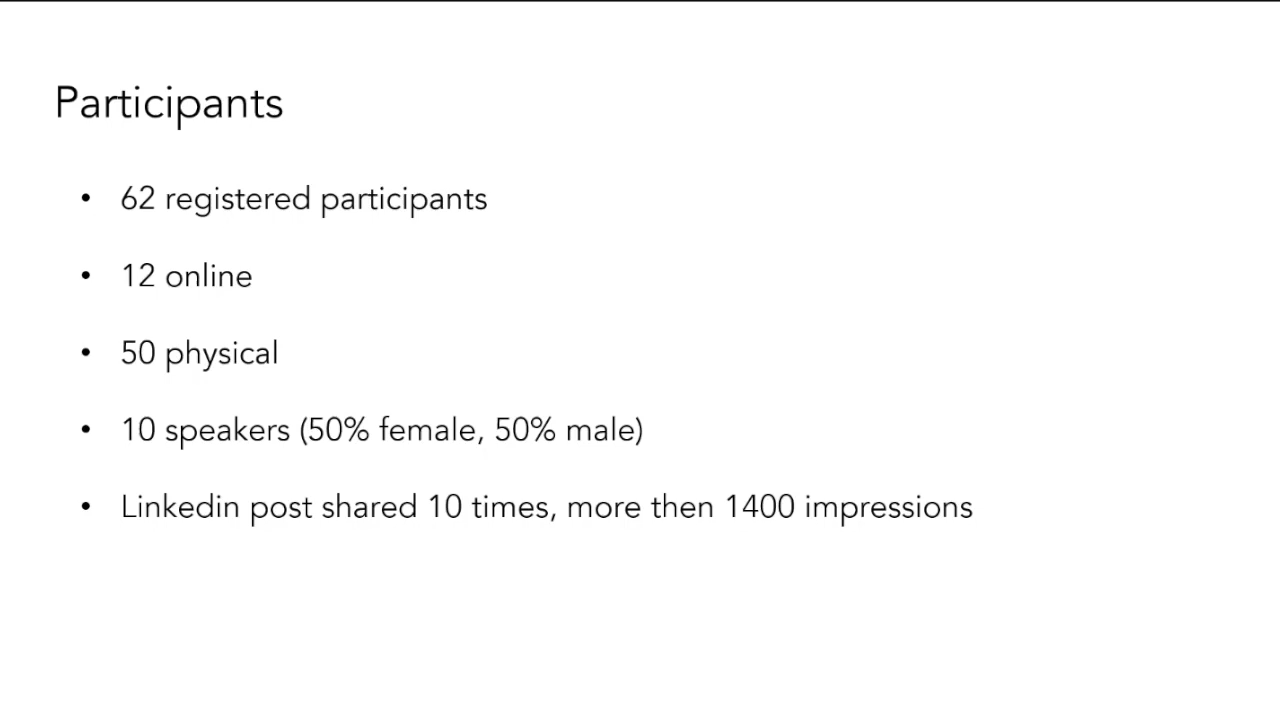 Participants
• 62 registered participants
• 12 online
• 50 physical
• 10 speakers (50% female, 50% male)
• Linkedin post shared 10 times, more then 1400 impressions